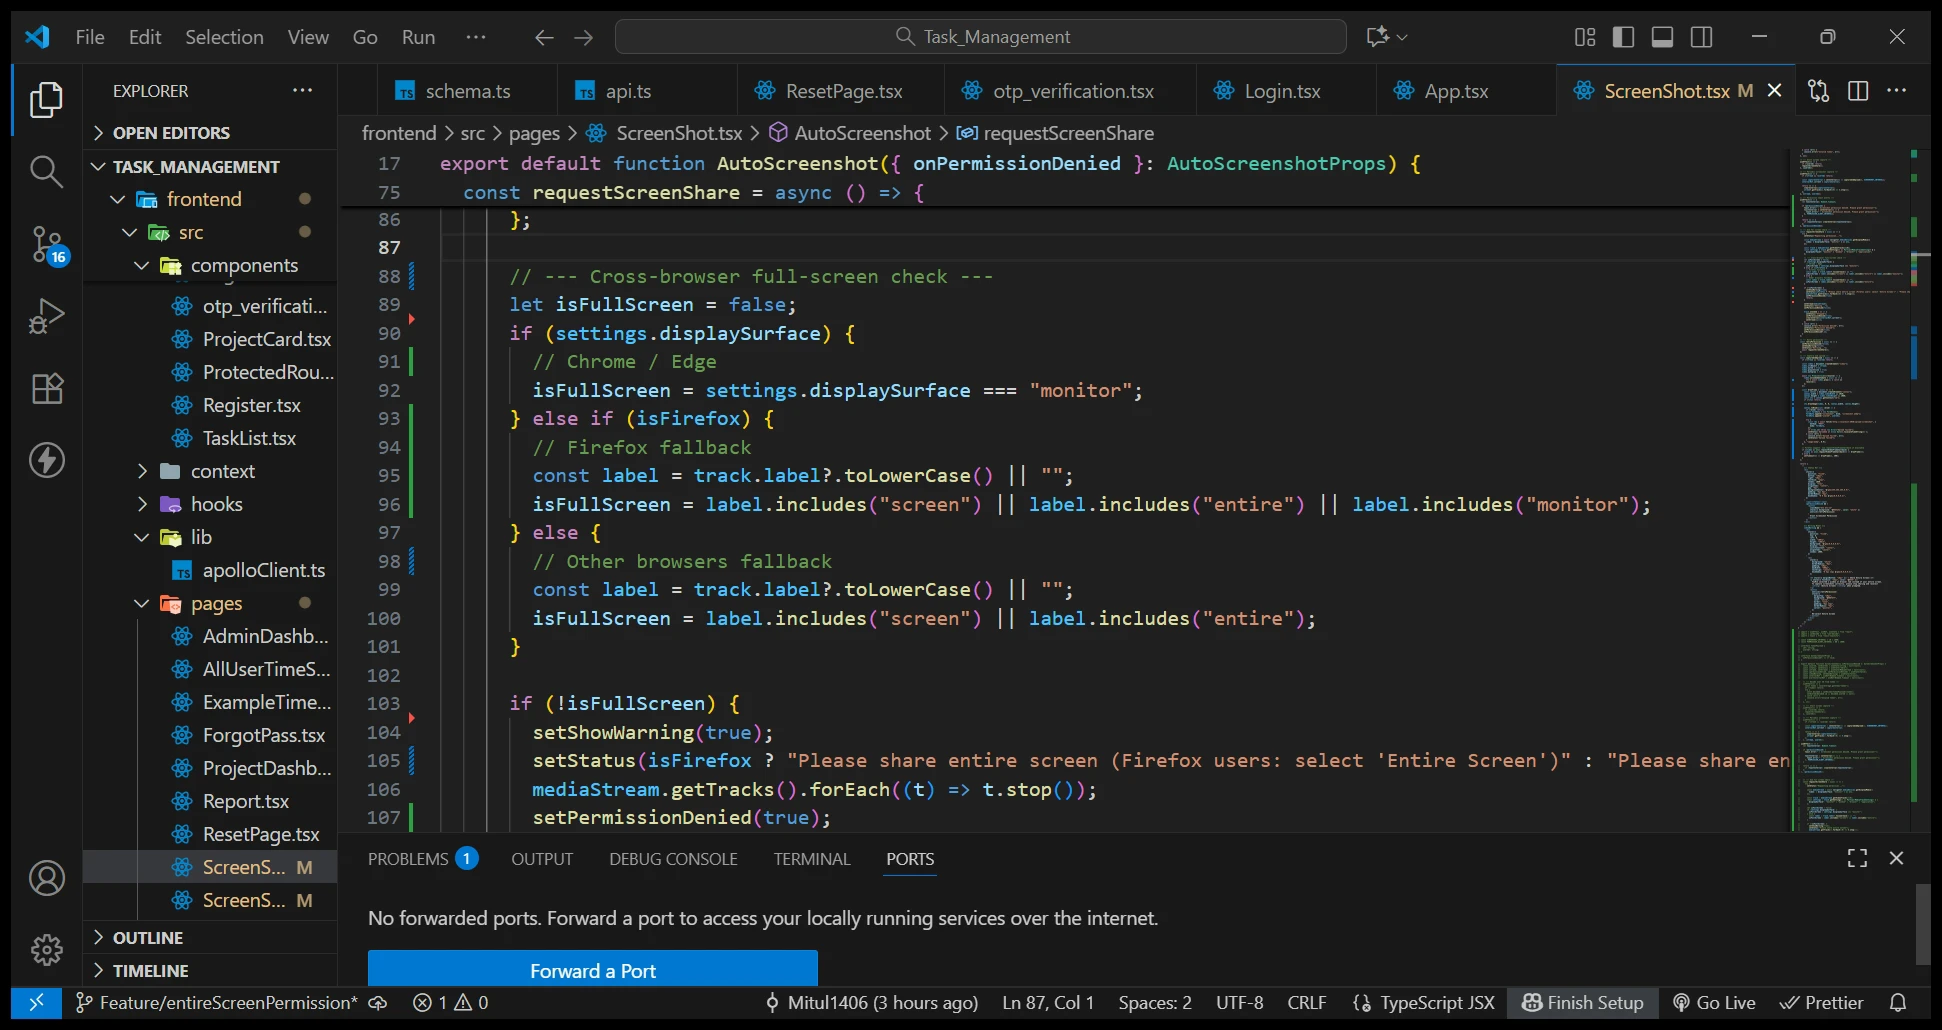 File Edit Selection View Go Run ··· Task_Management
EXPLORER ···
OPEN EDITORS
TASK_MANAGEMENT
frontend
src
components
otp_verificati...
ProjectCard.tsx
ProtectedRou...
Register.tsx
TaskList.tsx
context
hooks
lib
TS apolloClient.ts
pages
AdminDashb...
AllUserTimeS...
ExampleTime...
ForgotPass.tsx
ProjectDashb...
Report.tsx
ResetPage.tsx
ScreenS... M
ScreenS... M
OUTLINE
TIMELINE
16
TS schema.ts TS api.ts ResetPage.tsx otp_verification.tsx Login.tsx App.tsx ScreenShot.tsx M
frontend > src > pages > ScreenShot.tsx > AutoScreenshot > requestScreenShare
17 export default function AutoScreenshot({ onPermissionDenied }: AutoScreenshotProps) {
75 const requestScreenShare = async () => {
86 };
87
88 // --- Cross-browser full-screen check ---
89 let isFullScreen = false;
90 if (settings.displaySurface) {
91 // Chrome / Edge
92 isFullScreen = settings.displaySurface === "monitor";
93 } else if (isFirefox) {
94 // Firefox fallback
95 const label = track.label?.toLowerCase() || "";
96 isFullScreen = label.includes("screen") || label.includes("entire") || label.includes("monitor");
97 } else {
98 // Other browsers fallback
99 const label = track.label?.toLowerCase() || "";
100 isFullScreen = label.includes("screen") || label.includes("entire");
101 }
102
103 if (!isFullScreen) {
104 setShowWarning(true);
105 setStatus(isFirefox ? "Please share entire screen (Firefox users: select 'Entire Screen')" : "Please share en
106 mediaStream.getTracks().forEach((t) => t.stop());
107 setPermissionDenied(true);
PROBLEMS 1 OUTPUT DEBUG CONSOLE TERMINAL PORTS
No forwarded ports. Forward a port to access your locally running services over the internet.
Forward a Port
Feature/entireScreenPermission* 1 0 Mitul1406 (3 hours ago) Ln 87, Col 1 Spaces: 2 UTF-8 CRLF {} TypeScript JSX Finish Setup Go Live Prettier